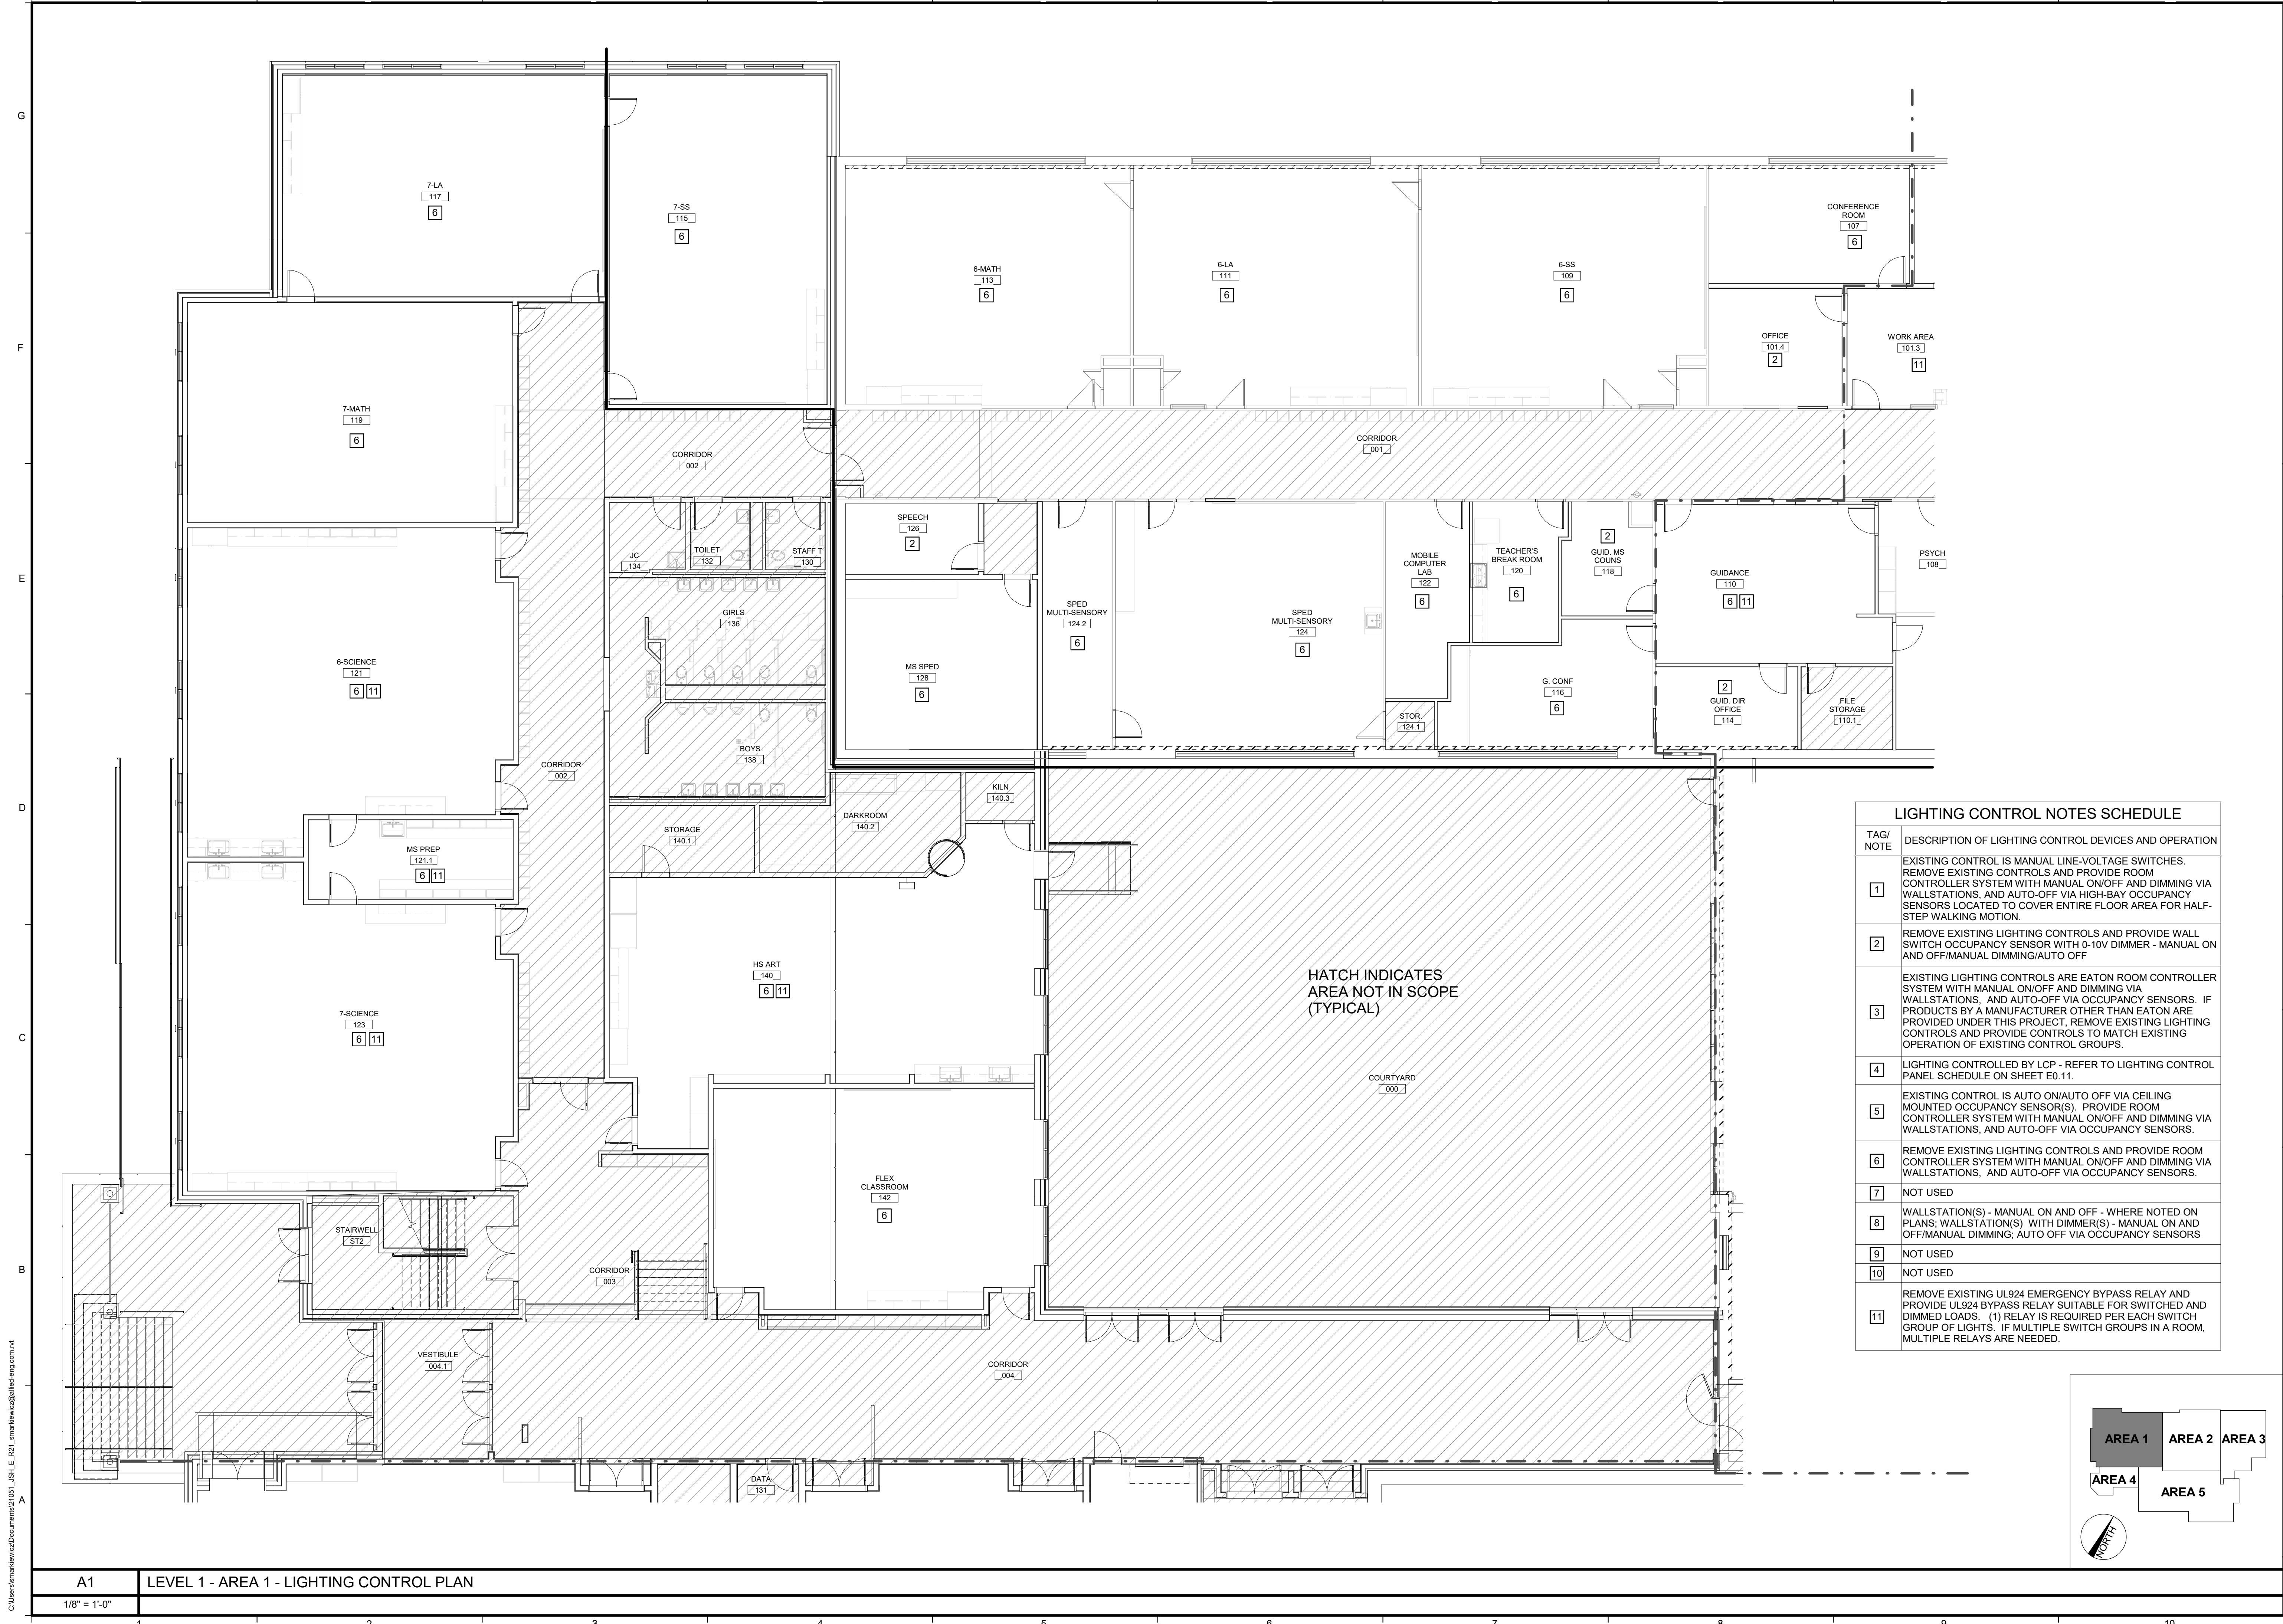 G
F
E
D
C
B
A
7-LA
117
6
7-SS
115
6
6-MATH
113
6
6-LA
111
6
6-SS
109
6
CONFERENCE
ROOM
107
6
OFFICE
101.4
2
WORK AREA
101.3
11
7-MATH
119
6
CORRIDOR
002
CORRIDOR
001
JC
134
TOILET
132
STAFF T
130
SPEECH
126
2
SPED
MULTI-SENSORY
124.2
6
SPED
MULTI-SENSORY
124
6
MOBILE
COMPUTER
LAB
122
6
TEACHER'S
BREAK ROOM
120
6
2
GUID. MS
COUNS
118
GUIDANCE
110
6 11
PSYCH
108
GIRLS
136
6-SCIENCE
121
6 11
MS SPED
128
6
G. CONF
116
6
2
GUID. DIR
OFFICE
114
FILE
STORAGE
110.1
STOR.
124.1
BOYS
138
CORRIDOR
002
KILN
140.3
DARKROOM
140.2
STORAGE
140.1
MS PREP
121.1
6 11
HS ART
140
6 11
7-SCIENCE
123
6 11
HATCH INDICATES
AREA NOT IN SCOPE
(TYPICAL)
COURTYARD
000
FLEX
CLASSROOM
142
6
STAIRWELL
ST2
CORRIDOR
003
VESTIBULE
004.1
CORRIDOR
004
DATA
131
LIGHTING CONTROL NOTES SCHEDULE
TAG/
NOTE
DESCRIPTION OF LIGHTING CONTROL DEVICES AND OPERATION
1
EXISTING CONTROL IS MANUAL LINE-VOLTAGE SWITCHES.
REMOVE EXISTING CONTROLS AND PROVIDE ROOM
CONTROLLER SYSTEM WITH MANUAL ON/OFF AND DIMMING VIA
WALLSTATIONS, AND AUTO-OFF VIA HIGH-BAY OCCUPANCY
SENSORS LOCATED TO COVER ENTIRE FLOOR AREA FOR HALF-
STEP WALKING MOTION.
2
REMOVE EXISTING LIGHTING CONTROLS AND PROVIDE WALL
SWITCH OCCUPANCY SENSOR WITH 0-10V DIMMER - MANUAL ON
AND OFF/MANUAL DIMMING/AUTO OFF
3
EXISTING LIGHTING CONTROLS ARE EATON ROOM CONTROLLER
SYSTEM WITH MANUAL ON/OFF AND DIMMING VIA
WALLSTATIONS, AND AUTO-OFF VIA OCCUPANCY SENSORS. IF
PRODUCTS BY A MANUFACTURER OTHER THAN EATON ARE
PROVIDED UNDER THIS PROJECT, REMOVE EXISTING LIGHTING
CONTROLS AND PROVIDE CONTROLS TO MATCH EXISTING
OPERATION OF EXISTING CONTROL GROUPS.
4
LIGHTING CONTROLLED BY LCP - REFER TO LIGHTING CONTROL
PANEL SCHEDULE ON SHEET E0.11.
5
EXISTING CONTROL IS AUTO ON/AUTO OFF VIA CEILING
MOUNTED OCCUPANCY SENSOR(S). PROVIDE ROOM
CONTROLLER SYSTEM WITH MANUAL ON/OFF AND DIMMING VIA
WALLSTATIONS, AND AUTO-OFF VIA OCCUPANCY SENSORS.
6
REMOVE EXISTING LIGHTING CONTROLS AND PROVIDE ROOM
CONTROLLER SYSTEM WITH MANUAL ON/OFF AND DIMMING VIA
WALLSTATIONS, AND AUTO-OFF VIA OCCUPANCY SENSORS.
7
NOT USED
8
WALLSTATION(S) - MANUAL ON AND OFF - WHERE NOTED ON
PLANS; WALLSTATION(S) WITH DIMMER(S) - MANUAL ON AND
OFF/MANUAL DIMMING; AUTO OFF VIA OCCUPANCY SENSORS
9
NOT USED
10
NOT USED
11
REMOVE EXISTING UL924 EMERGENCY BYPASS RELAY AND
PROVIDE UL924 BYPASS RELAY SUITABLE FOR SWITCHED AND
DIMMED LOADS. (1) RELAY IS REQUIRED PER EACH SWITCH
GROUP OF LIGHTS. IF MULTIPLE SWITCH GROUPS IN A ROOM,
MULTIPLE RELAYS ARE NEEDED.
AREA 1
AREA 2
AREA 3
AREA 4
AREA 5
NORTH
A1
LEVEL 1 - AREA 1 - LIGHTING CONTROL PLAN
1/8" = 1'-0"
C:\Users\smarkiewicz\Documents\21051_JSH_E_R21_smarkiewicz@allied-eng.com.rvt